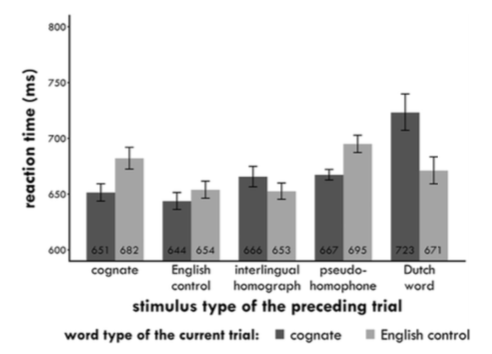 800
750
700
650
600
reaction time (ms)
651 682 644 654 666 653 667 695 723 671
cognate English interlingual pseudo- Dutch
control homograph homophone word
stimulus type of the preceding trial
word type of the current trial: cognate English control